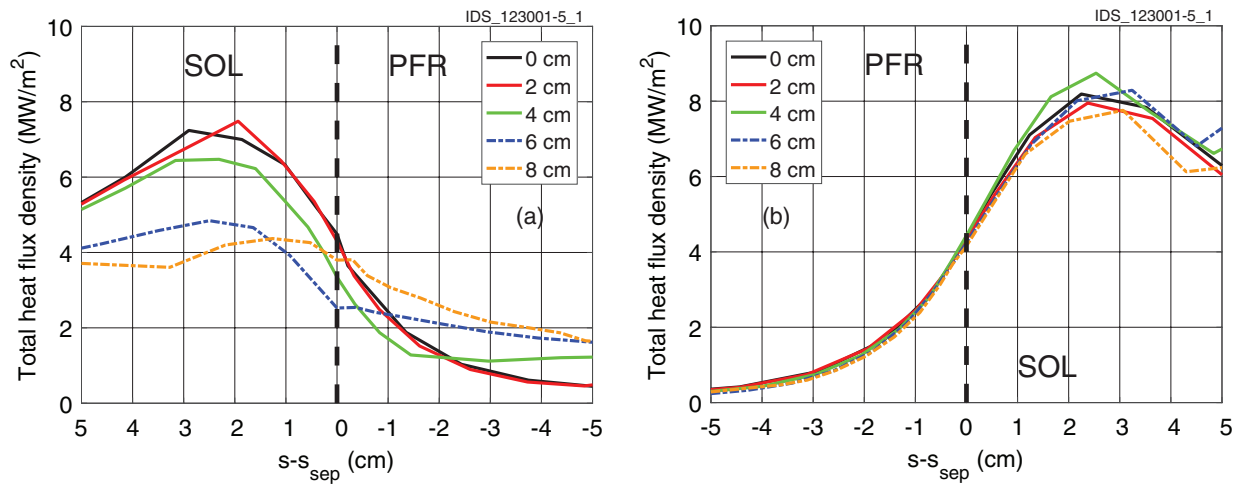 IDS_123001-5_1
Total heat flux density (MW/m²)
10
8
6
4
2
0
SOL
PFR
0 cm
2 cm
4 cm
6 cm
8 cm
(a)
5 4 3 2 1 0 -1 -2 -3 -4 -5
s-s_sep (cm)
IDS_123001-5_1
Total heat flux density (MW/m²)
10
8
6
4
2
0
0 cm
2 cm
4 cm
6 cm
8 cm
PFR
(b)
SOL
-5 -4 -3 -2 -1 0 1 2 3 4 5
s-s_sep (cm)